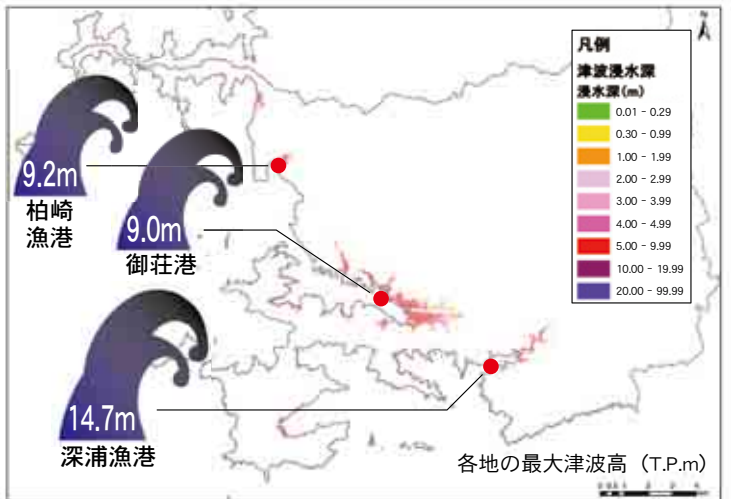 N
凡例
津波浸水深
浸水深(m)
0.01 - 0.29
0.30 - 0.99
1.00 - 1.99
2.00 - 2.99
3.00 - 3.99
4.00 - 4.99
5.00 - 9.99
10.00 - 19.99
20.00 - 99.99
9.2m
柏崎
漁港
9.0m
御荘港
14.7m
深浦漁港
各地の最大津波高（T.P.m）